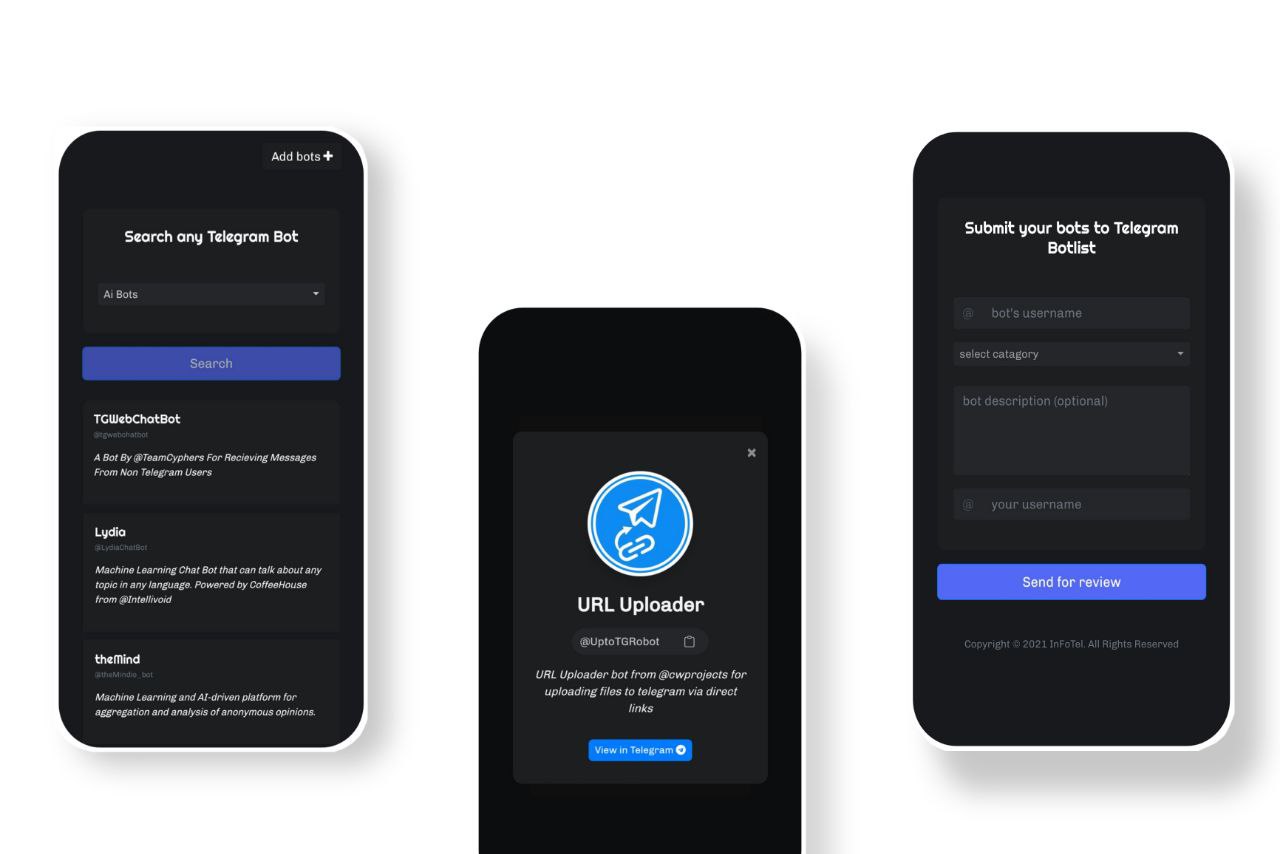 Add bots
Search any Telegram Bot
Ai Bots
Search
TGWebChatBot
@tgwebchatbot
A Bot By @TeamCyphers For Recieving Messages
From Non Telegram Users
Lydia
@LydiaChatBot
Machine Learning Chat Bot that can talk about any
topic in any language. Powered by CoffeeHouse
from @Intellivoid
theMind
@theMindie_bot
Machine Learning and AI-driven platform for
aggregation and analysis of anonymous opinions.
×
URL Uploader
@UptoTGRobot
URL Uploader bot from @cwprojects for
uploading files to telegram via direct
links
View in Telegram
Submit your bots to Telegram
Botlist
@ bot's username
select catagory
bot description (optional)
@ your username
Send for review
Copyright © 2021 InFoTel. All Rights Reserved